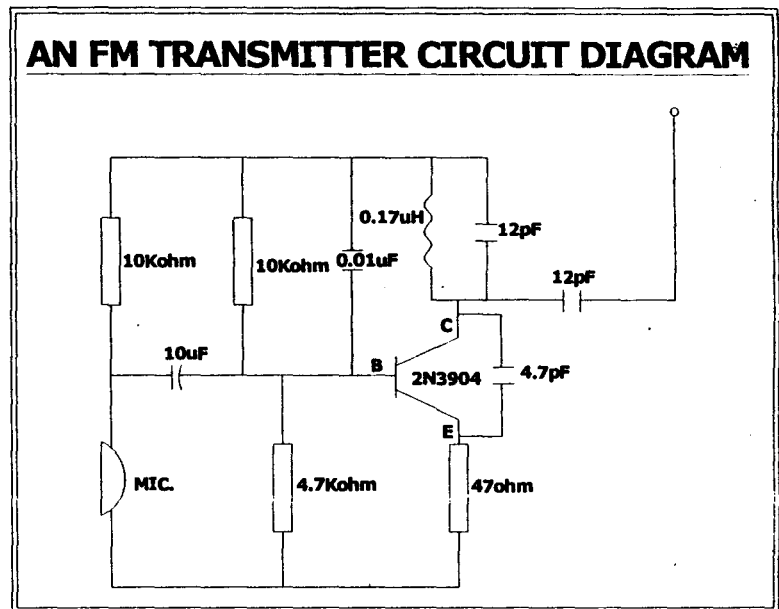 AN FM TRANSMITTER CIRCUIT DIAGRAM
0.17uH
12pF
10Kohm
10Kohm
0.01uF
12pF
C
10uF
B
2N3904
4.7pF
E
MIC.
4.7Kohm
47ohm